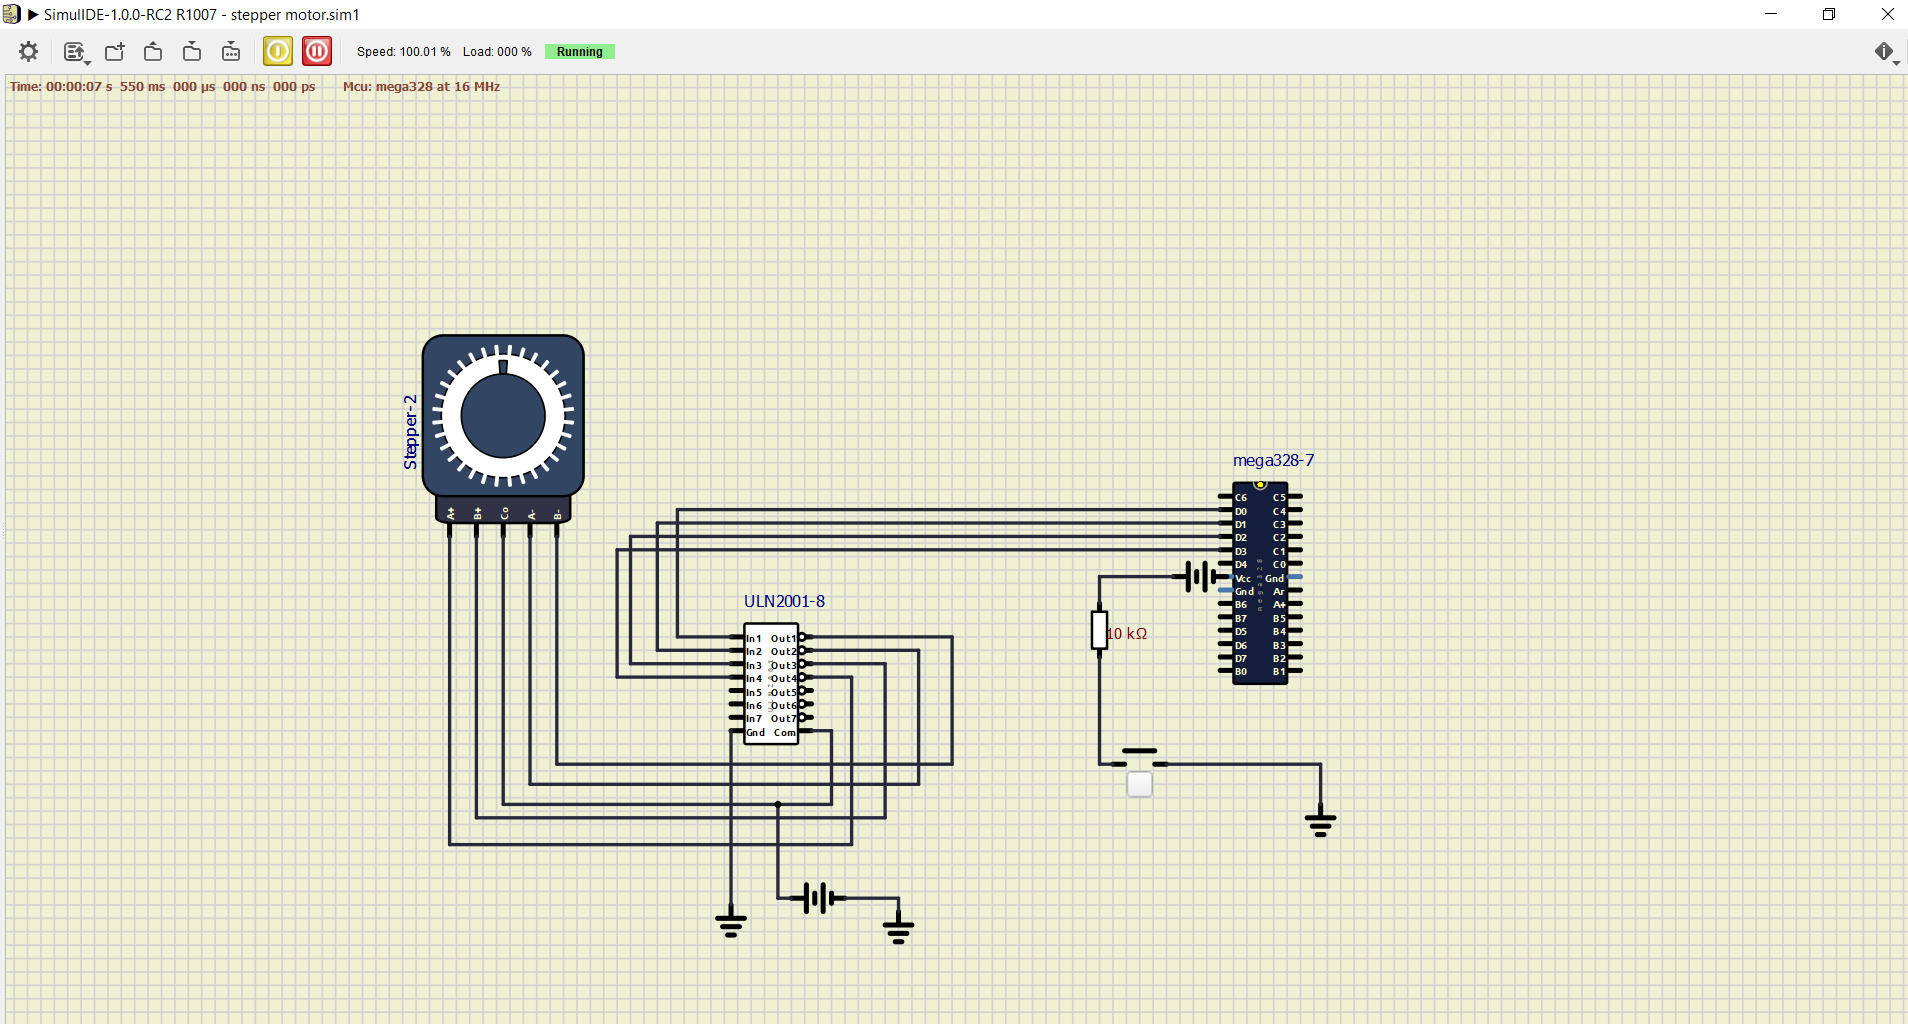 SimulIDE-1.0.0-RC2 R1007 - stepper motor.sim1
Speed: 100.01 % Load: 000 % Running
Time: 00:00:07 s 550 ms 000 µs 000 ns 000 ps Mcu: mega328 at 16 MHz
Stepper-2
A+ B+ Co A- B-
mega328-7
C6 C5
D0 C4
D1 C3
D2 C2
D3 C1
D4 C0
Vcc Gnd
Gnd Ar
B6 A+
B7 B5
D5 B4
D6 B3
D7 B2
B0 B1
mega328
10 kΩ
ULN2001-8
In1 Out1
In2 Out2
In3 Out3
In4 Out4
In5 Out5
In6 Out6
In7 Out7
Gnd Com